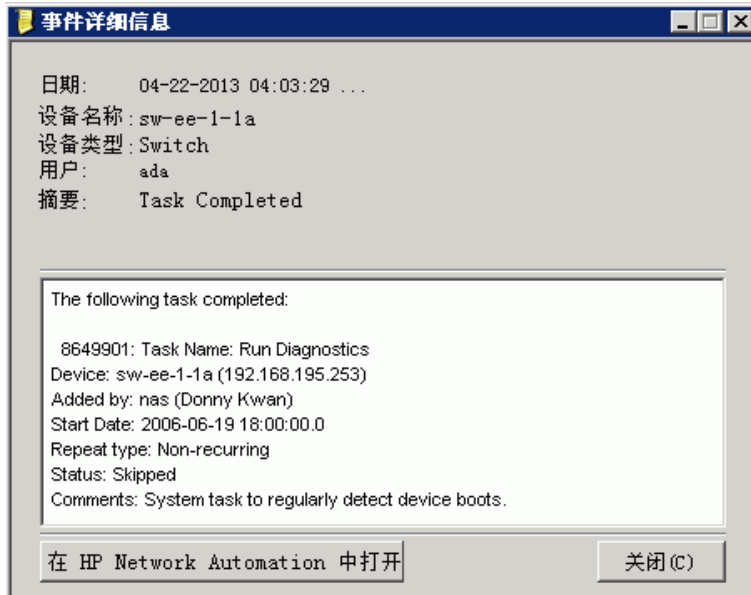 事件详细信息
日期: 04-22-2013 04:03:29 ...
设备名称: sw-ee-1-1a
设备类型: Switch
用户: ada
摘要: Task Completed
The following task completed:
8649901: Task Name: Run Diagnostics
Device: sw-ee-1-1a (192.168.195.253)
Added by: nas (Donny Kwan)
Start Date: 2006-06-19 18:00:00.0
Repeat type: Non-recurring
Status: Skipped
Comments: System task to regularly detect device boots.
在 HP Network Automation 中打开
关闭(C)